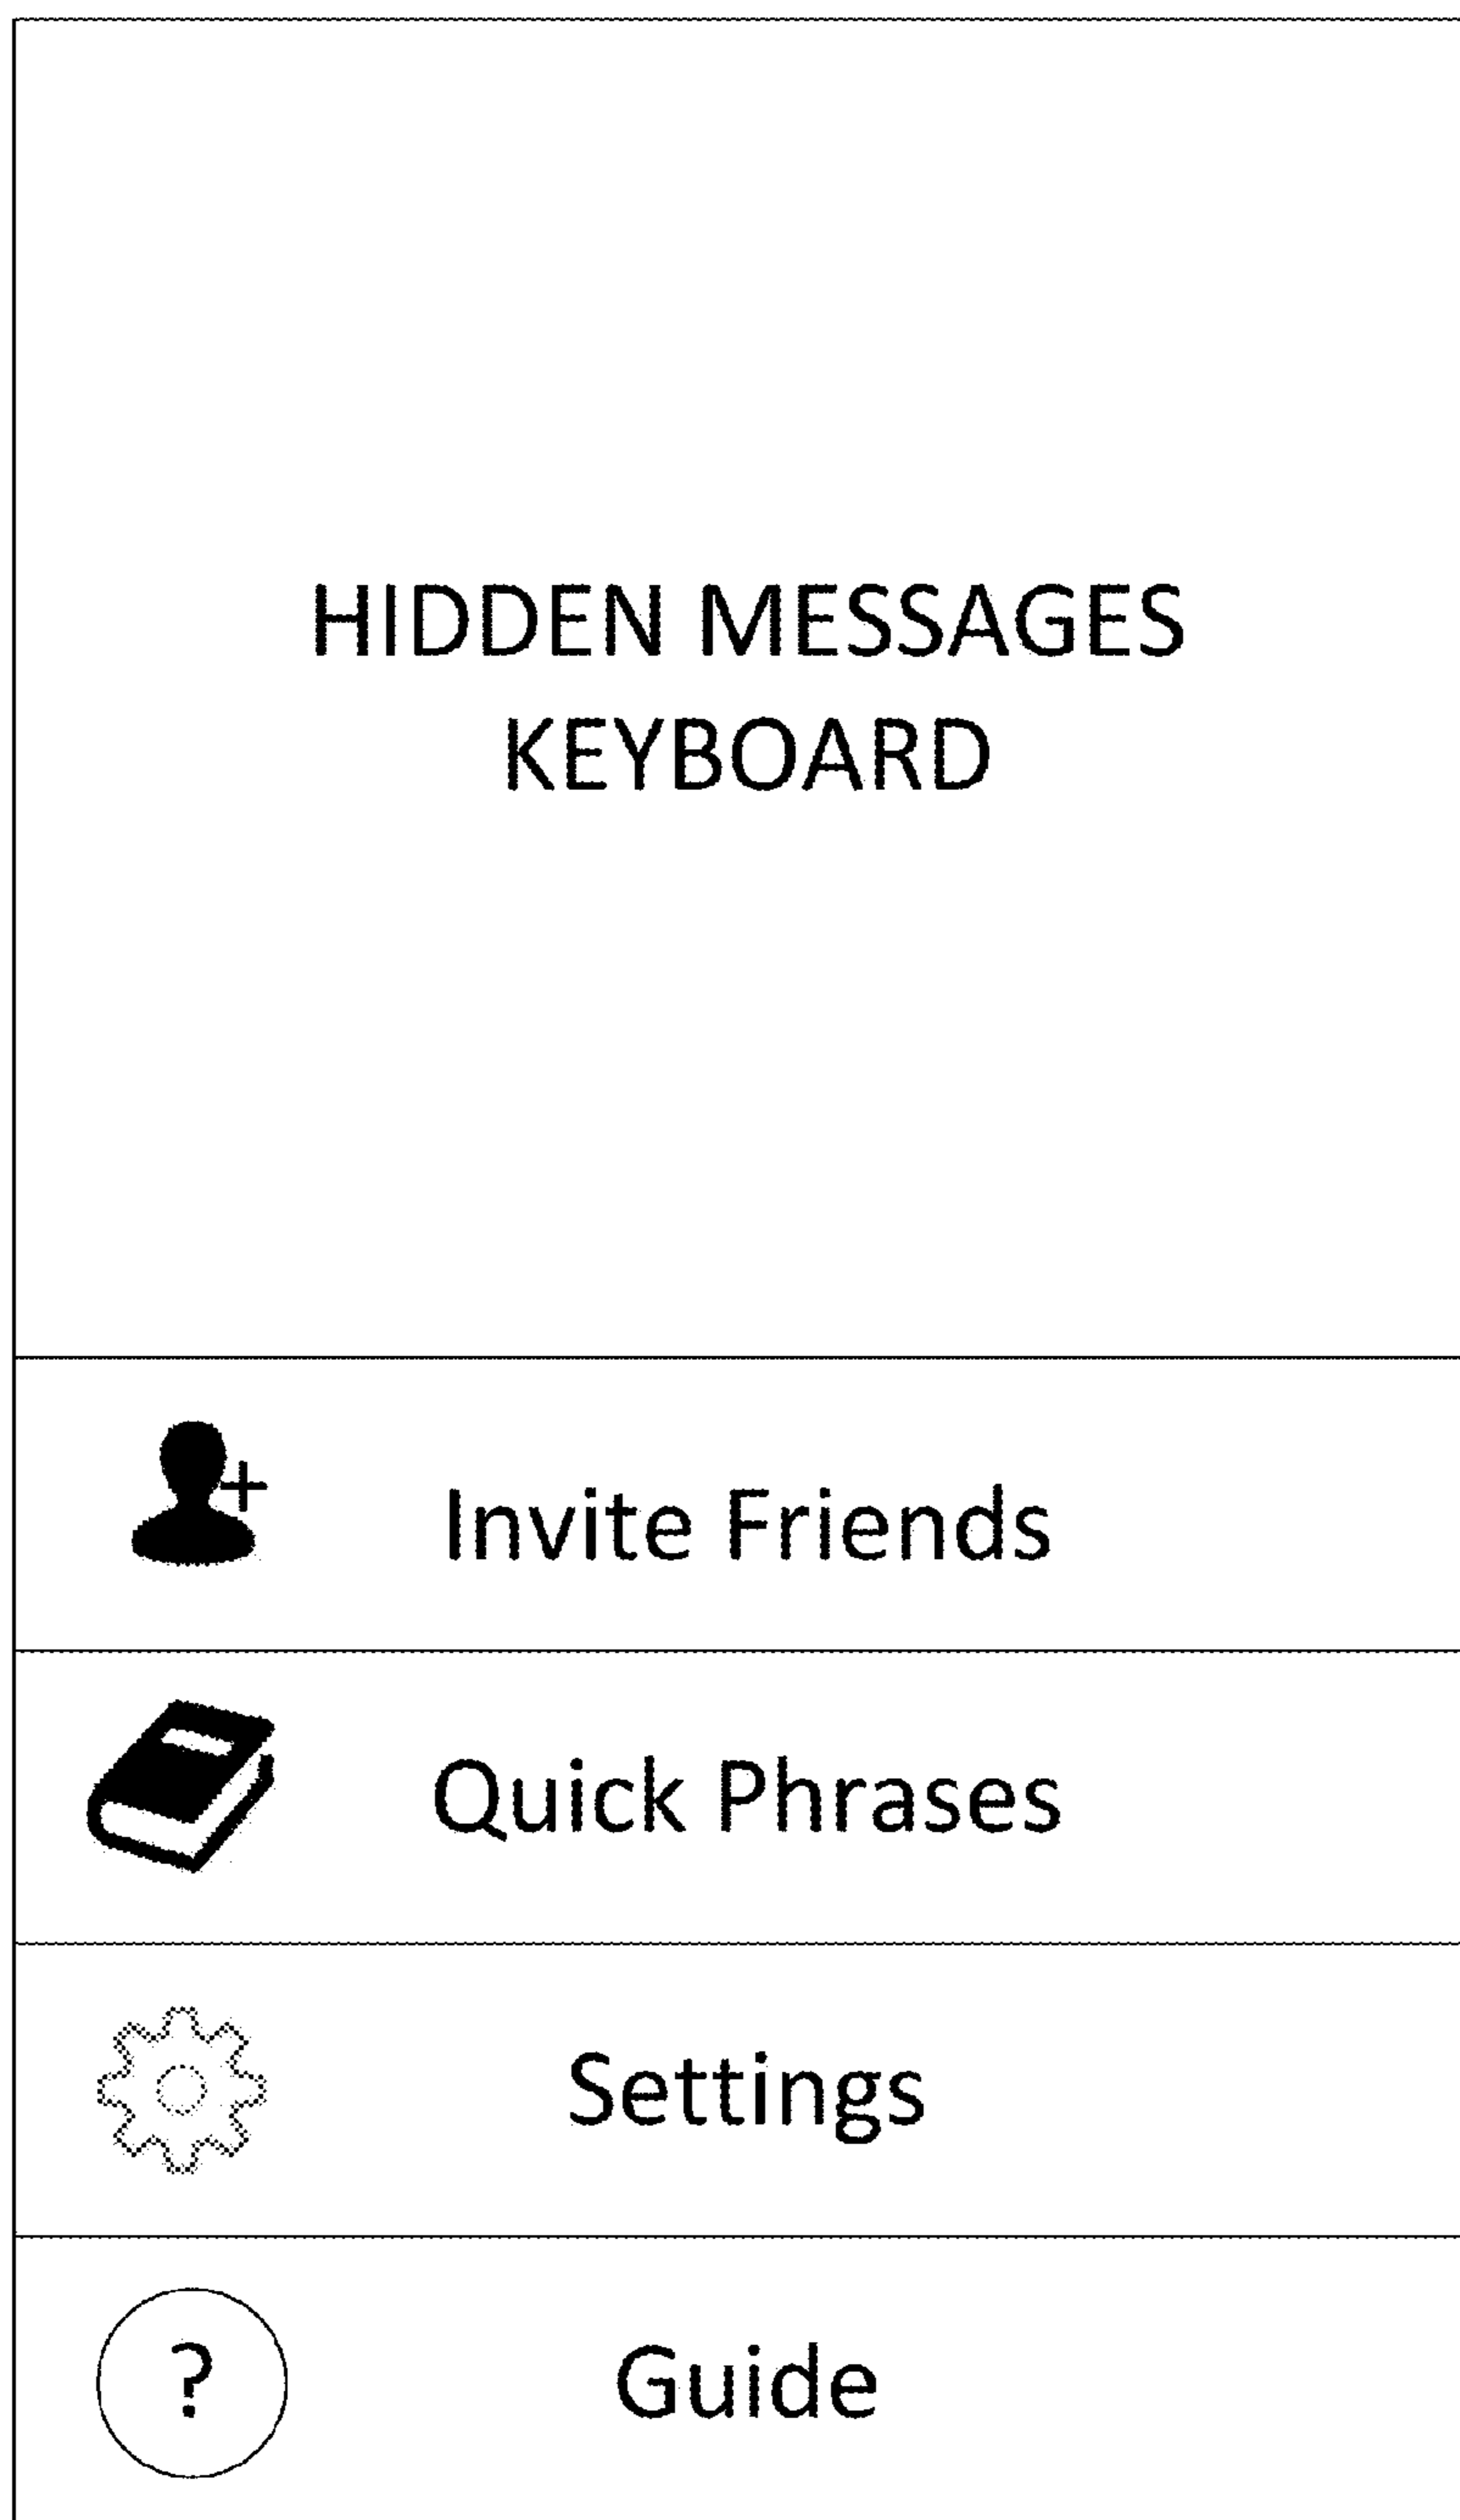 HIDDEN MESSAGES
KEYBOARD
Invite Friends
Quick Phrases
Settings
?
Guide